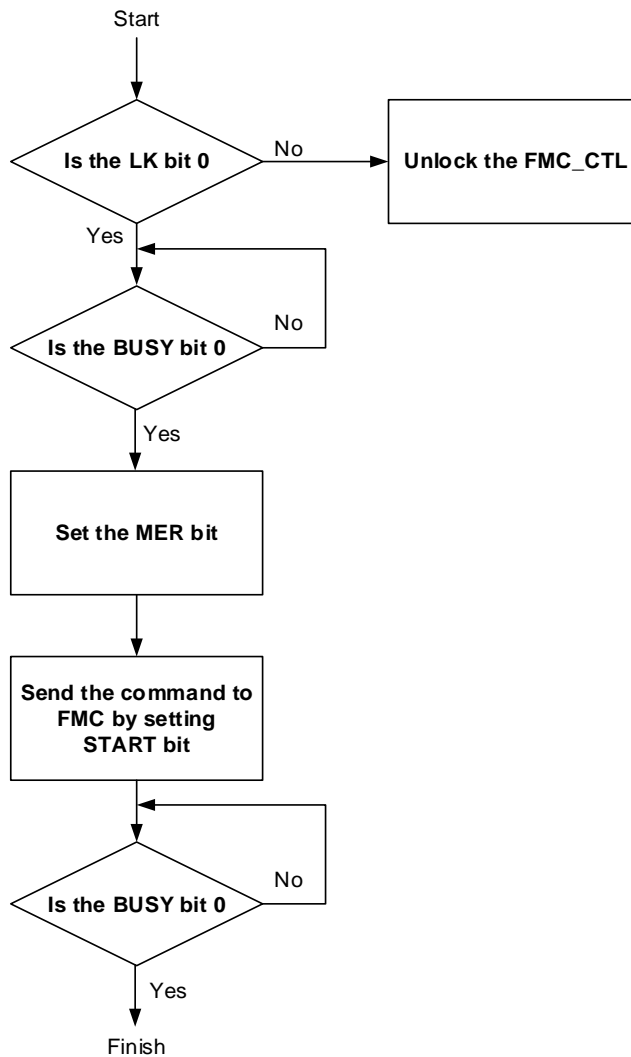 Start
Is the LK bit 0
No
Unlock the FMC_CTL
Yes
Is the BUSY bit 0
No
Yes
Set the MER bit
Send the command to
FMC by setting
START bit
Is the BUSY bit 0
No
Yes
Finish